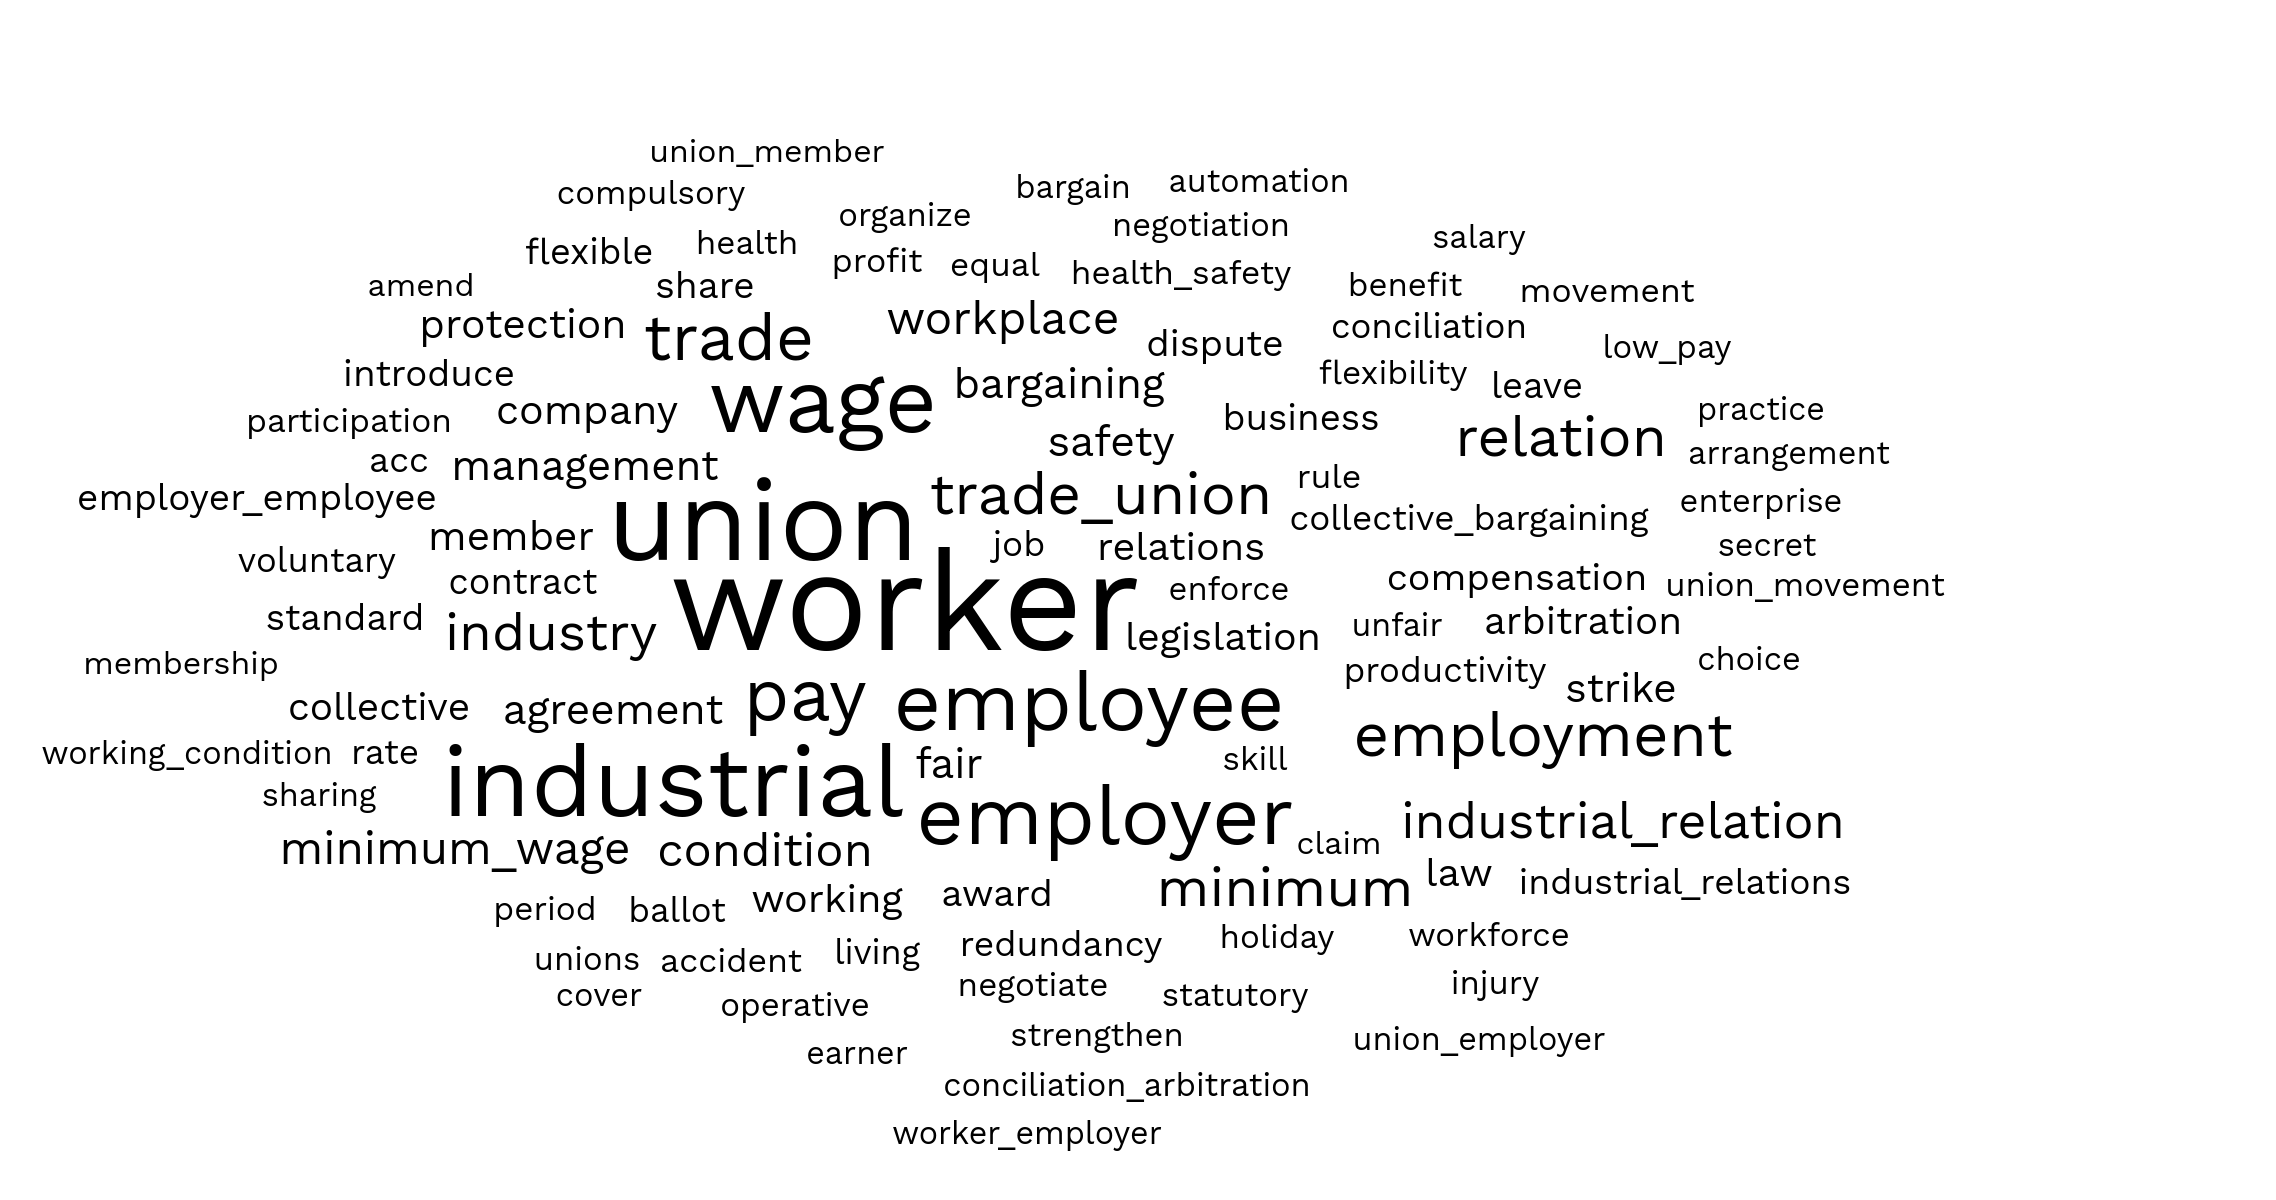 union_member
compulsory
bargain automation
organize
negotiation
flexible health
profit equal health_safety
salary
amend share
benefit movement
protection trade workplace dispute conciliation
low_pay
introduce wage bargaining flexibility leave
participation company business practice
acc management safety relation arrangement
employer_employee union trade_union rule enterprise
member job relations collective_bargaining secret
voluntary contract worker enforce compensation union_movement
standard industry legislation unfair arbitration
membership productivity choice
collective agreement pay employee strike
working_condition rate industrial fair skill employment
sharing employer industrial_relation
minimum_wage condition claim
period ballot working award minimum law industrial_relations
unions accident living redundancy holiday workforce
cover operative negotiate statutory injury
earner strengthen union_employer
conciliation_arbitration
worker_employer